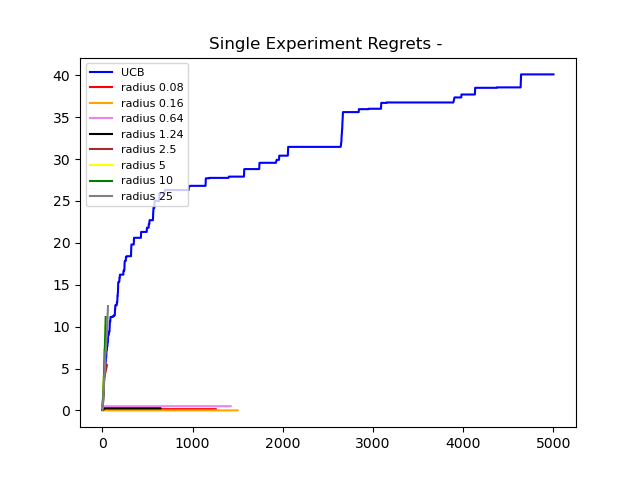 Single Experiment Regrets -
40
35
30
25
20
15
10
5
0
UCB
radius 0.08
radius 0.16
radius 0.64
radius 1.24
radius 2.5
radius 5
radius 10
radius 25
0 1000 2000 3000 4000 5000